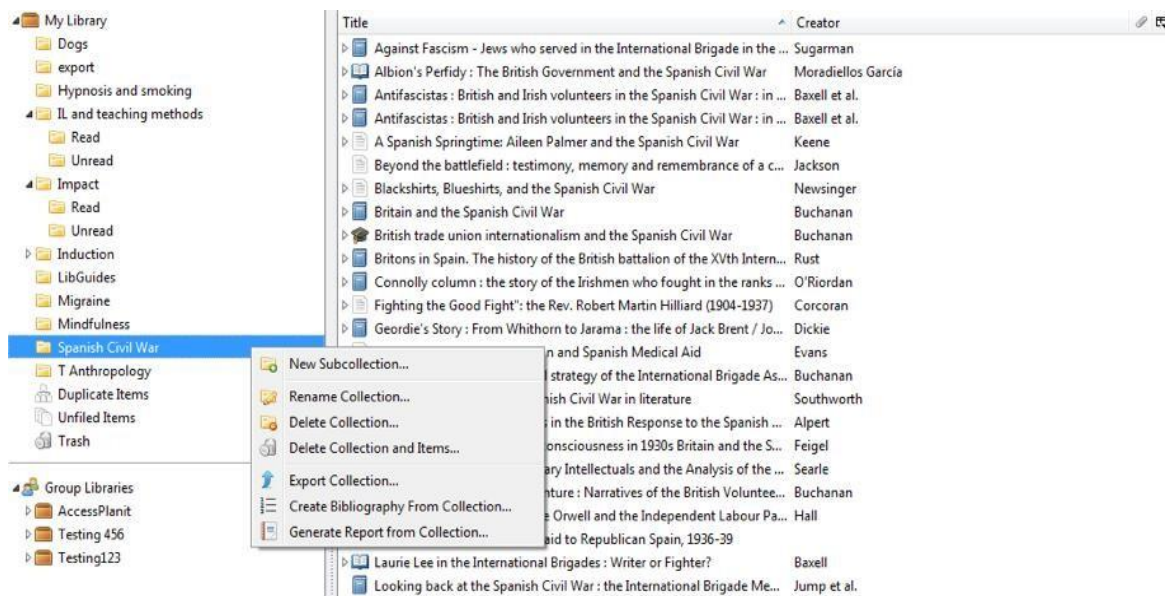 My Library
Dogs
export
Hypnosis and smoking
IL and teaching methods
Read
Unread
Impact
Read
Unread
Induction
LibGuides
Migraine
Mindfulness
Spanish Civil War
T Anthropology
Duplicate Items
Unfiled Items
Trash
Group Libraries
AccessPlanit
Testing 456
Testing123
New Subcollection...
Rename Collection...
Delete Collection...
Delete Collection and Items...
Export Collection...
Create Bibliography From Collection...
Generate Report from Collection...
Title Creator
Against Fascism - Jews who served in the International Brigade in the ... Sugarman
Albion's Perfidy : The British Government and the Spanish Civil War Moradiellos García
Antifascistas : British and Irish volunteers in the Spanish Civil War : in ... Baxell et al.
Antifascistas : British and Irish volunteers in the Spanish Civil War : in ... Baxell et al.
A Spanish Springtime: Aileen Palmer and the Spanish Civil War Keene
Beyond the battlefield : testimony, memory and remembrance of a c... Jackson
Blackshirts, Blueshirts, and the Spanish Civil War Newsinger
Britain and the Spanish Civil War Buchanan
British trade union internationalism and the Spanish Civil War Buchanan
Britons in Spain. The history of the British battalion of the XVth Intern... Rust
Connolly column : the story of the Irishmen who fought in the ranks ... O'Riordan
Fighting the Good Fight": the Rev. Robert Martin Hilliard (1904-1937) Corcoran
Geordie's Story : From Whithorn to Jarama : the life of Jack Brent / Jo... Dickie
n and Spanish Medical Aid Evans
strategy of the International Brigade As... Buchanan
nish Civil War in literature Southworth
in the British Response to the Spanish ... Alpert
onsciousness in 1930s Britain and the S... Feigel
ary Intellectuals and the Analysis of the ... Searle
nture : Narratives of the British Voluntee... Buchanan
Orwell and the Independent Labour Pa... Hall
aid to Republican Spain, 1936-39
Laurie Lee in the International Brigades : Writer or Fighter? Baxell
Looking back at the Spanish Civil War : the International Brigade Me... Jump et al.